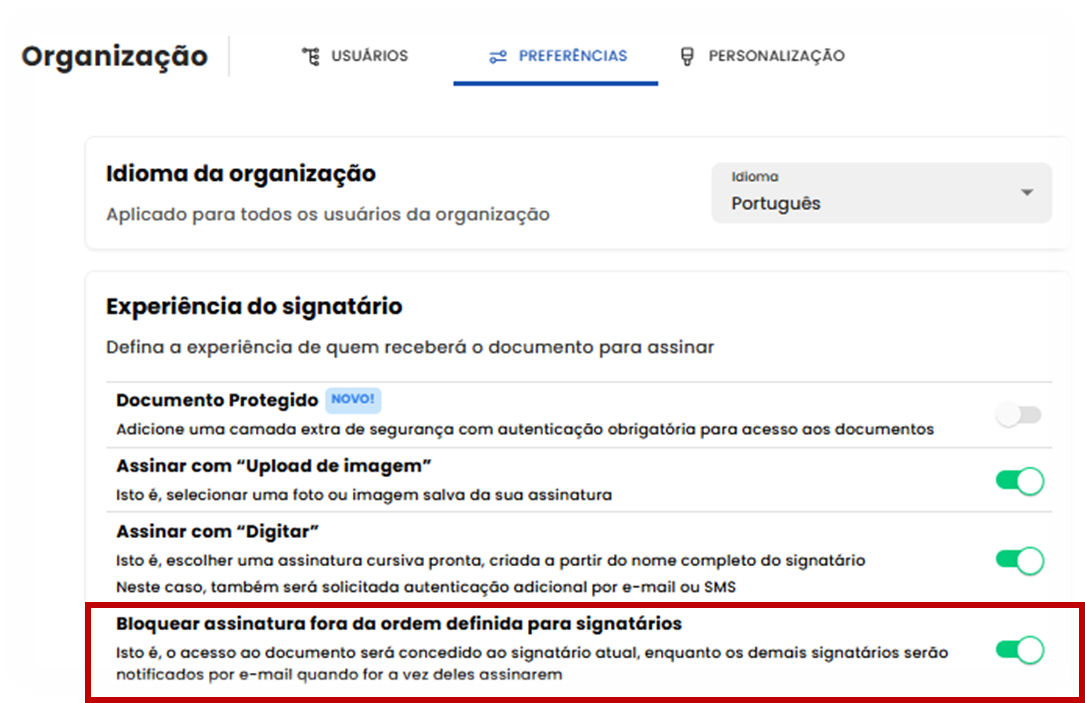 Organização
USUÁRIOS
PREFERÊNCIAS
PERSONALIZAÇÃO
Idioma da organização
Aplicado para todos os usuários da organização
Idioma
Português
Experiência do signatário
Defina a experiência de quem receberá o documento para assinar
Documento Protegido NOVO!
Adicione uma camada extra de segurança com autenticação obrigatória para acesso aos documentos
Assinar com “Upload de imagem”
Isto é, selecionar uma foto ou imagem salva da sua assinatura
Assinar com “Digitar”
Isto é, escolher uma assinatura cursiva pronta, criada a partir do nome completo do signatário
Neste caso, também será solicitada autenticação adicional por e-mail ou SMS
Bloquear assinatura fora da ordem definida para signatários
Isto é, o acesso ao documento será concedido ao signatário atual, enquanto os demais signatários serão
notificados por e-mail quando for a vez deles assinarem